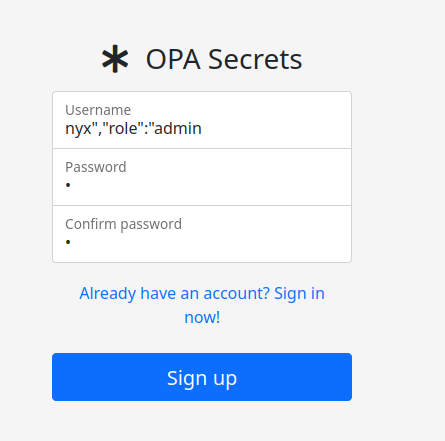 OPA Secrets
Username
nyx","role":"admin
Password
•
Confirm password
•
Already have an account? Sign in
now!
Sign up